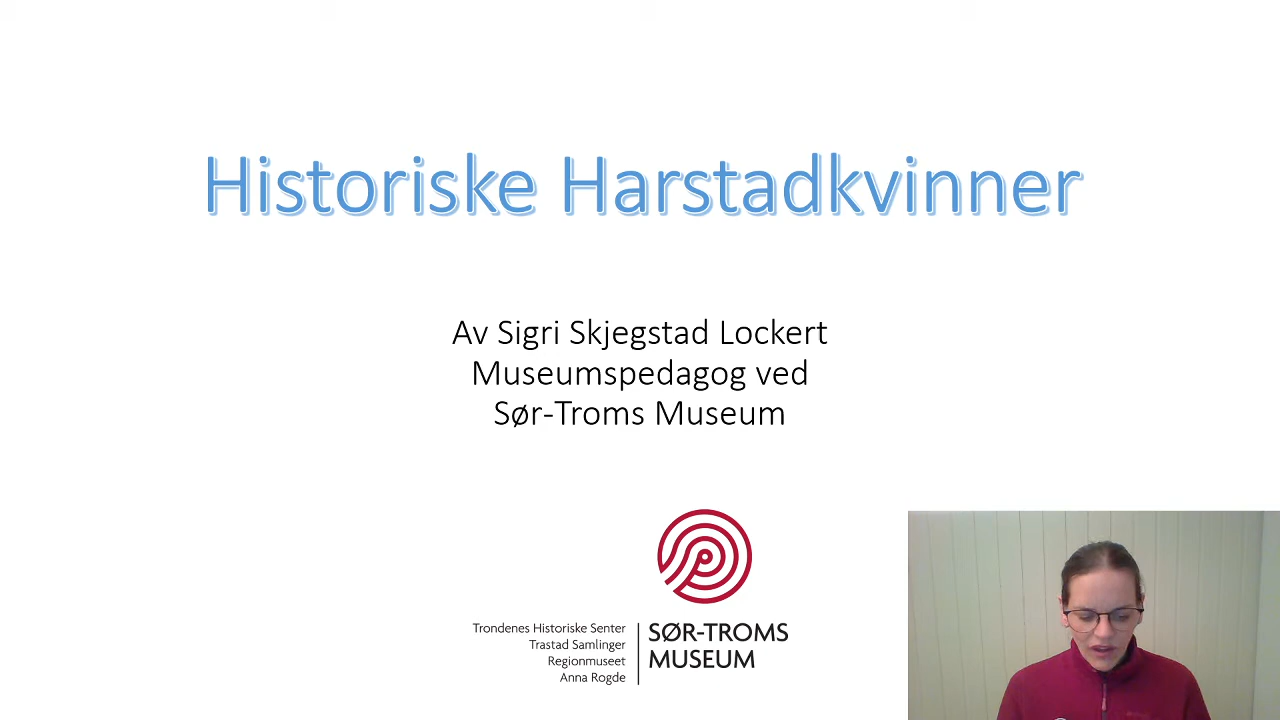 Historiske Harstadkvinner
Av Sigri Skjegstad Lockert
Museumspedagog ved
Sør-Troms Museum
Trondenes Historiske Senter
Trastad Samlinger
Regionmuseet
Anna Rogde
SØR-TROMS
MUSEUM